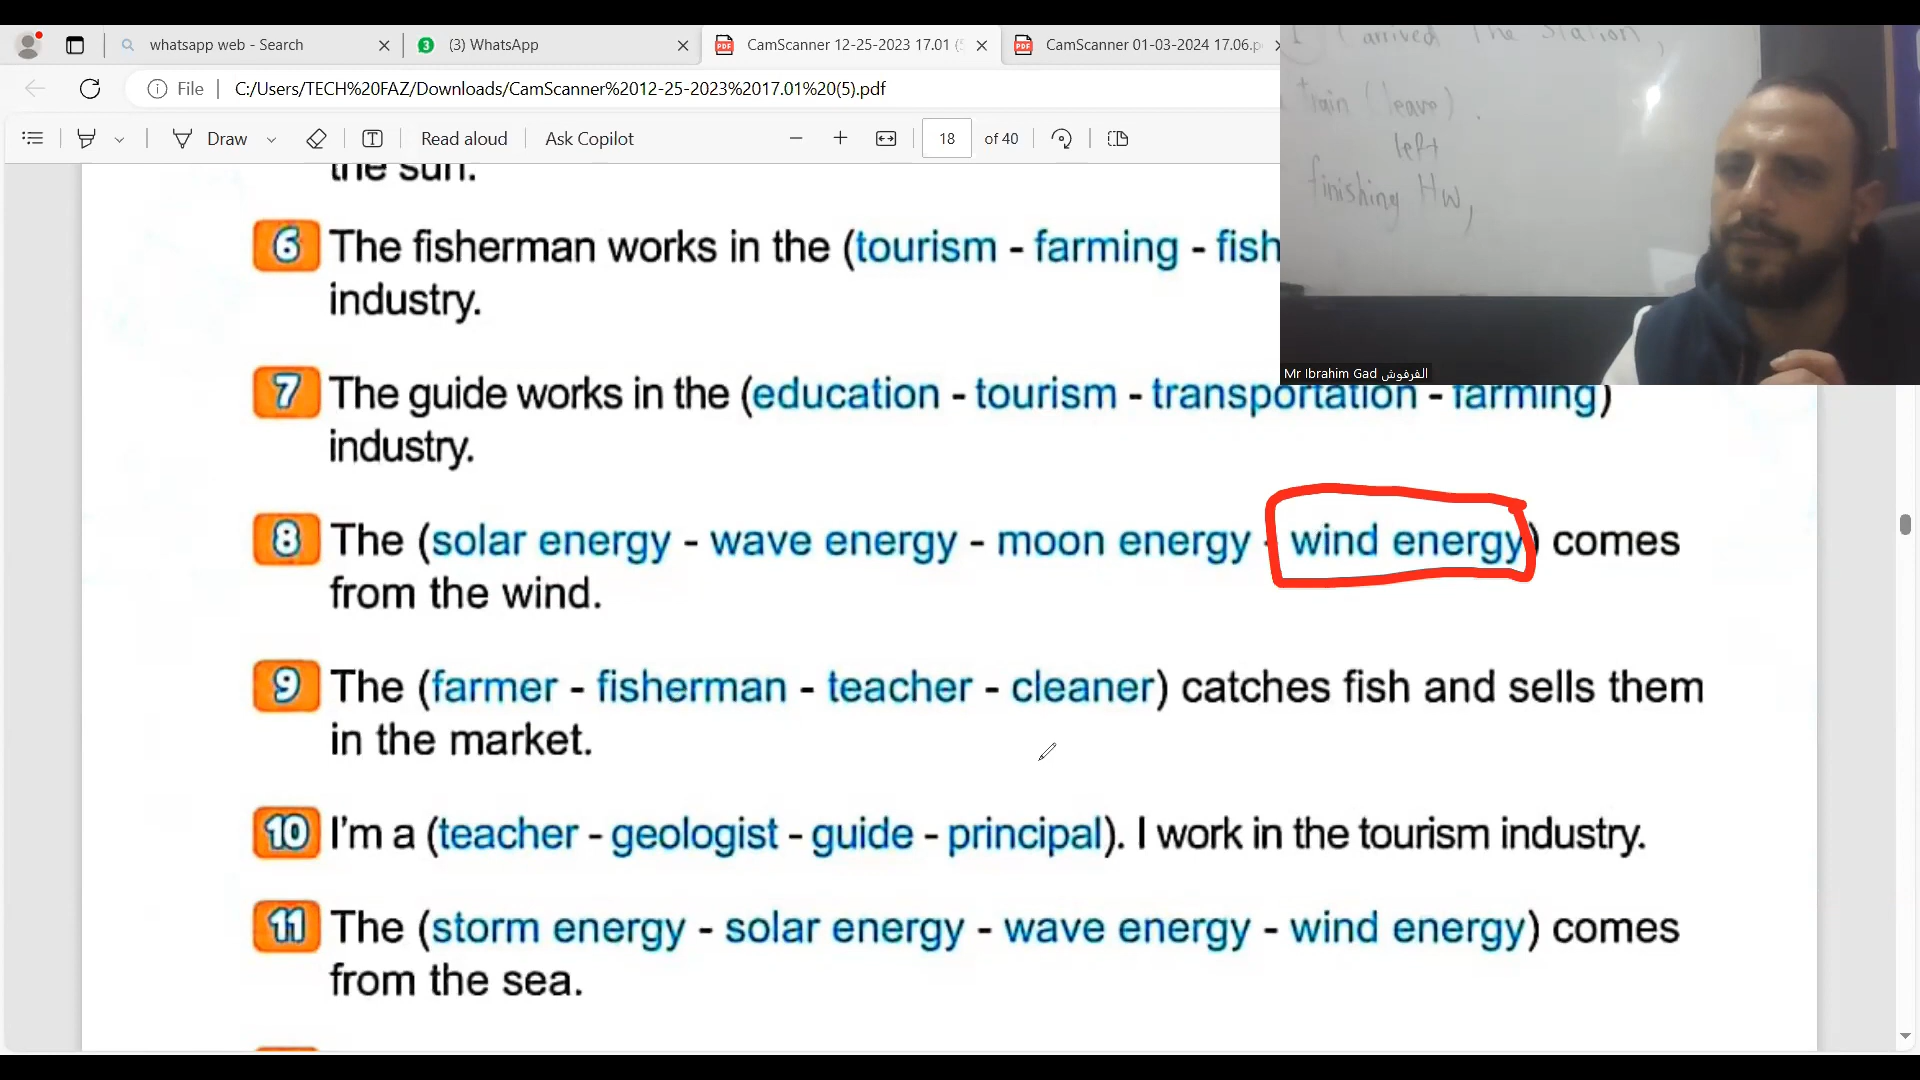 whatsapp web - Search
(3) WhatsApp
CamScanner 12-25-2023 17.01 (5
CamScanner 01-03-2024 17.06.p
File
C:/Users/TECH%20FAZ/Downloads/CamScanner%2012-25-2023%2017.01%20(5).pdf
Draw
Read aloud
Ask Copilot
18 of 40
arrived The Station,
train (leave).
left
finishing HW,
Mr Ibrahim Gad الفرفوش
the sun.
6 The fisherman works in the (tourism - farming - fish
industry.
7 The guide works in the (education - tourism - transportation - farming)
industry.
8 The (solar energy - wave energy - moon energy - wind energy) comes
from the wind.
9 The (farmer - fisherman - teacher - cleaner) catches fish and sells them
in the market.
10 I'm a (teacher - geologist - guide - principal). I work in the tourism industry.
11 The (storm energy - solar energy - wave energy - wind energy) comes
from the sea.